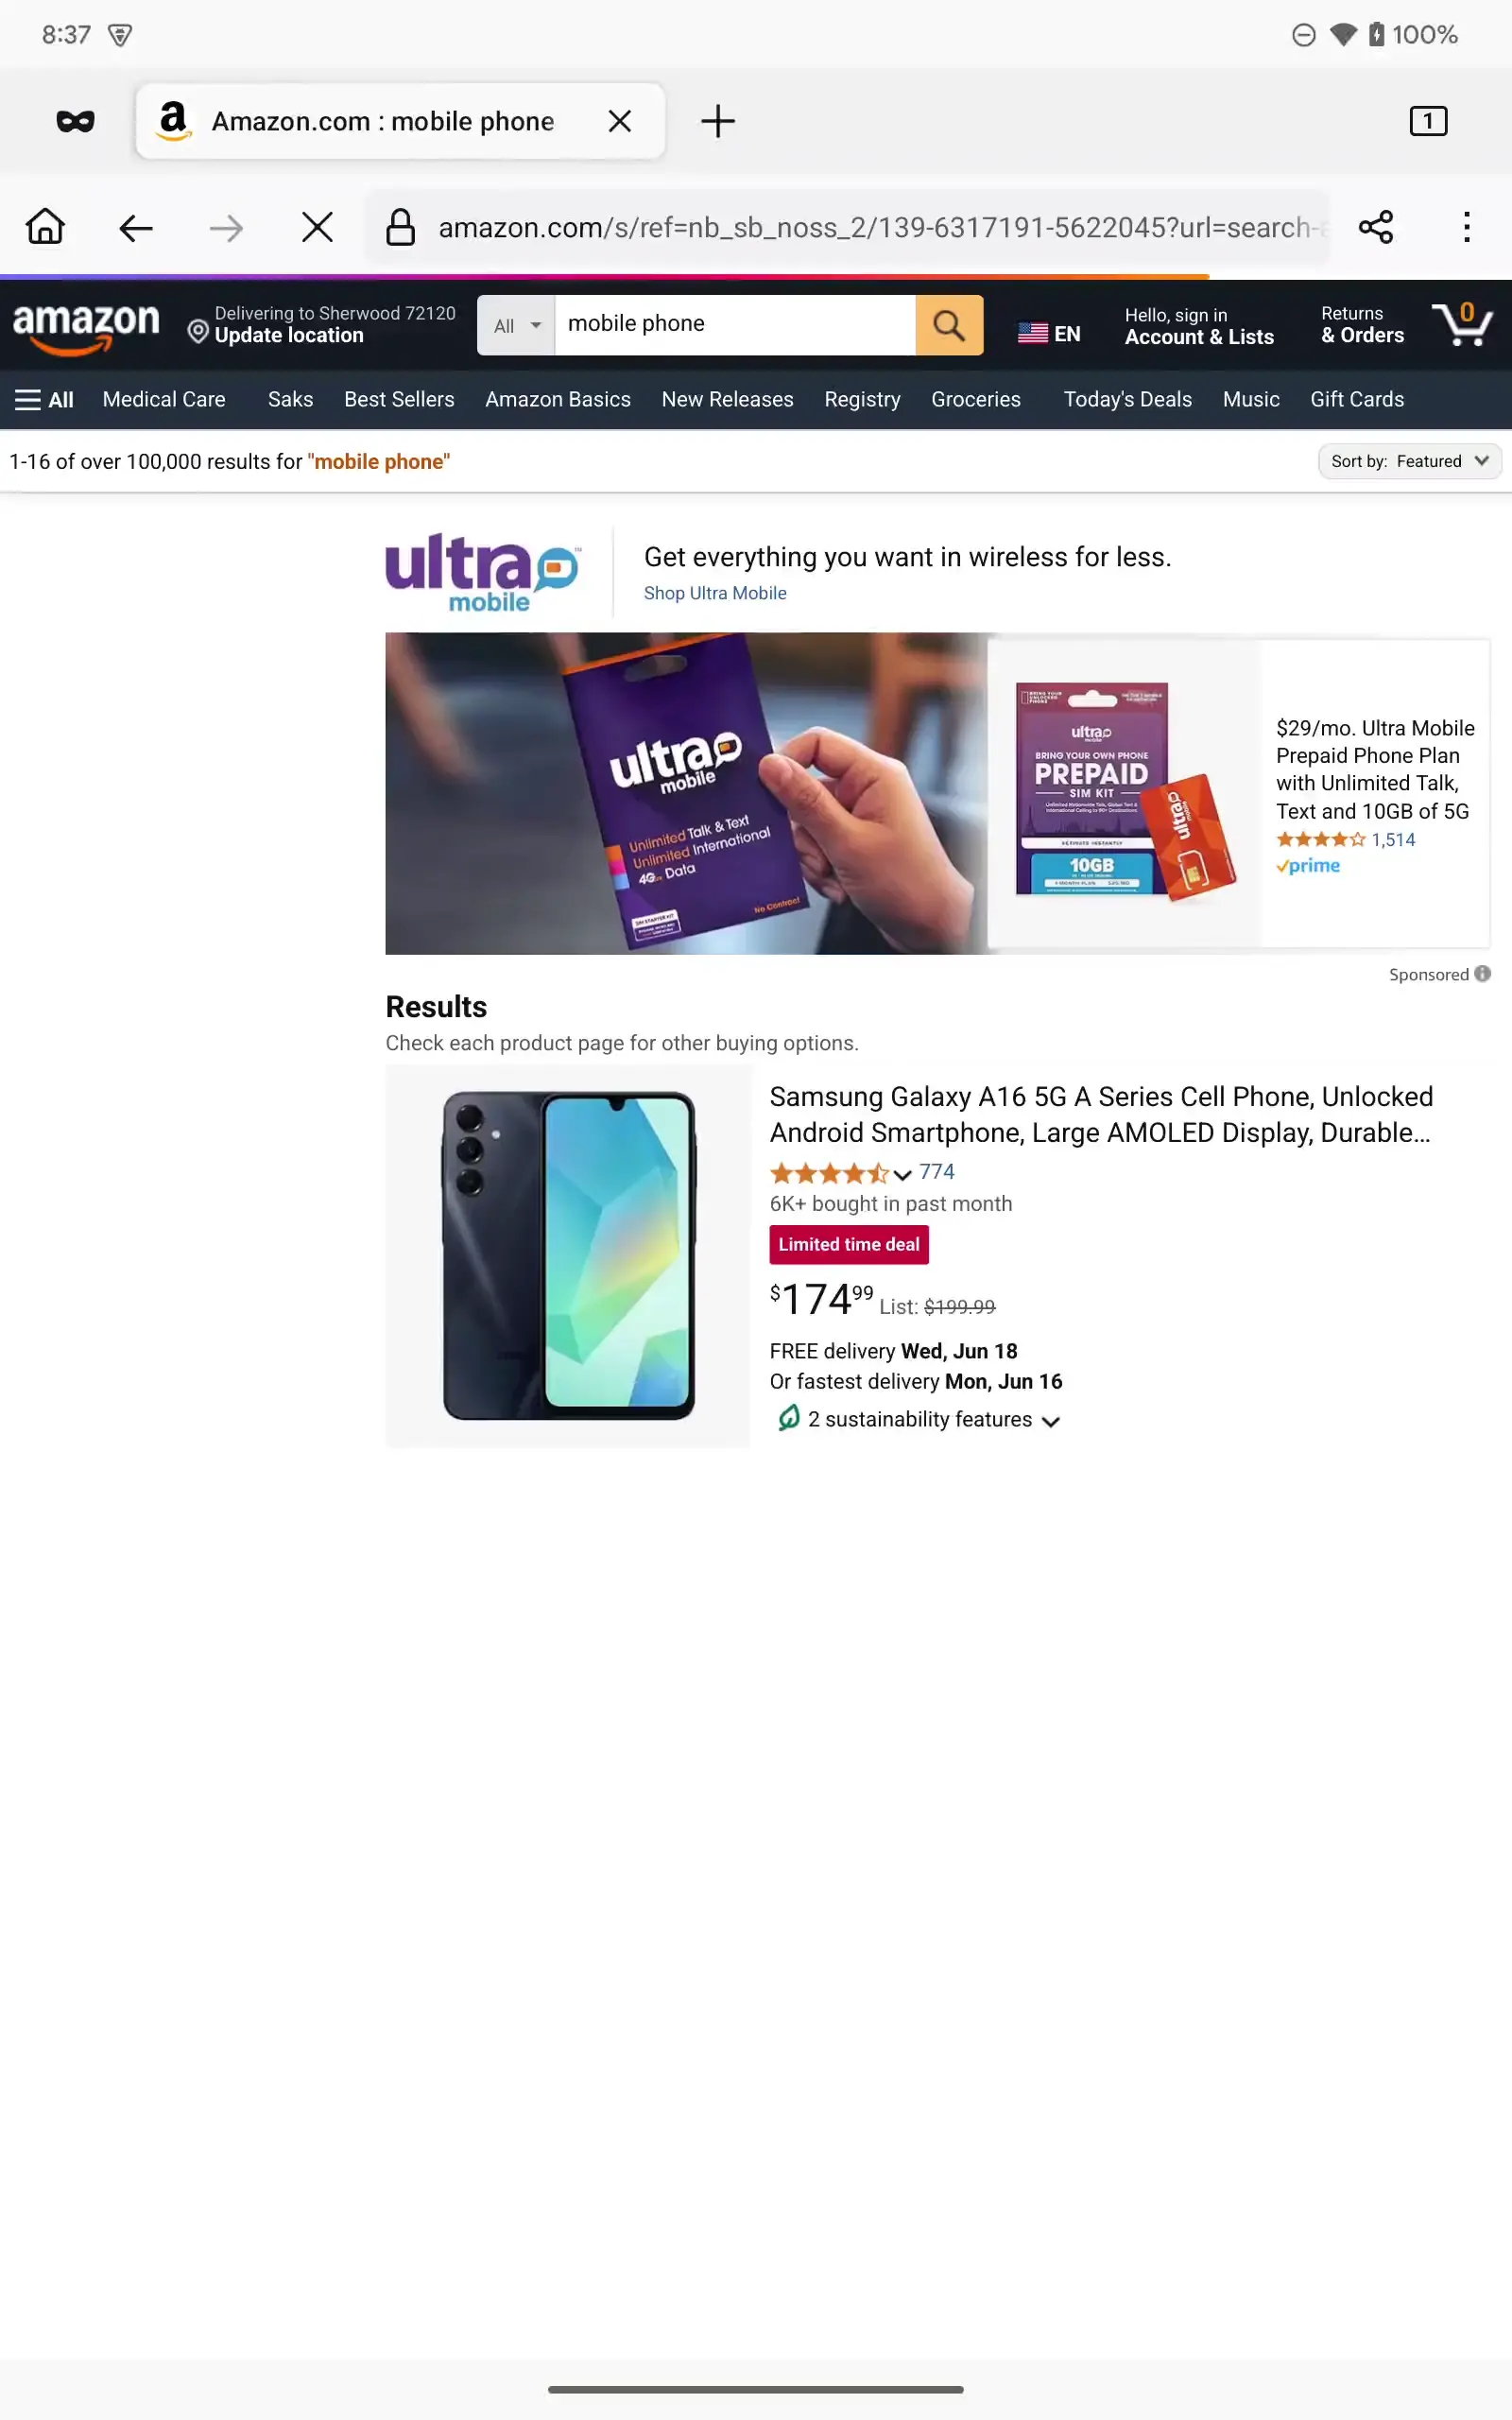 8:37
100%
Amazon.com : mobile phone
1
amazon.com/s/ref=nb_sb_noss_2/139-6317191-5622045?url=search-
amazon
Delivering to Sherwood 72120
Update location
All
mobile phone
EN
Hello, sign in
Account & Lists
Returns
& Orders
0
All Medical Care Saks Best Sellers Amazon Basics New Releases Registry Groceries Today's Deals Music Gift Cards
1-16 of over 100,000 results for "mobile phone"
Sort by: Featured
ultra
mobile
Get everything you want in wireless for less.
Shop Ultra Mobile
ultra
mobile
Unlimited Talk & Text
Unlimited International
4G Data
No Contract
ultra
mobile
BRING YOUR OWN PHONE
PREPAID
SIM KIT
10GB
ultra
$29/mo. Ultra Mobile
Prepaid Phone Plan
with Unlimited Talk,
Text and 10GB of 5G
1,514
prime
Sponsored
Results
Check each product page for other buying options.
Samsung Galaxy A16 5G A Series Cell Phone, Unlocked
Android Smartphone, Large AMOLED Display, Durable…
774
6K+ bought in past month
Limited time deal
$174.99 List: $199.99
FREE delivery Wed, Jun 18
Or fastest delivery Mon, Jun 16
2 sustainability features